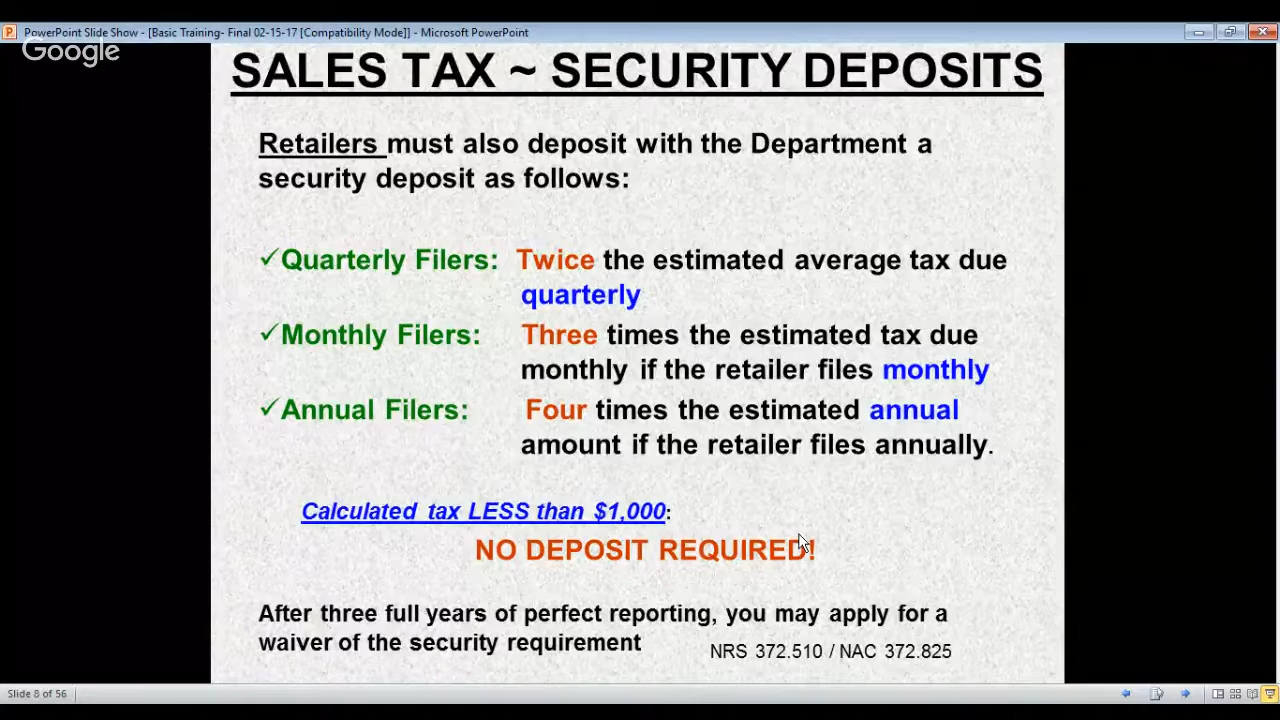 PowerPoint Slide Show - [Basic Training- Final 02-15-17 [Compatibility Mode]] - Microsoft PowerPoint
Google
SALES TAX ~ SECURITY DEPOSITS
Retailers must also deposit with the Department a
security deposit as follows:
✓Quarterly Filers: Twice the estimated average tax due
quarterly
✓Monthly Filers: Three times the estimated tax due
monthly if the retailer files monthly
✓Annual Filers: Four times the estimated annual
amount if the retailer files annually.
Calculated tax LESS than $1,000:
NO DEPOSIT REQUIRED!
After three full years of perfect reporting, you may apply for a
waiver of the security requirement
NRS 372.510 / NAC 372.825
Slide 8 of 56